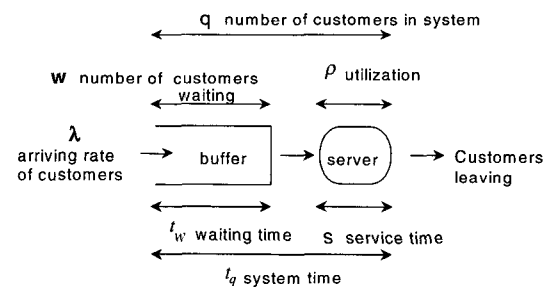 q number of customers in system
w number of customers
waiting
ρ utilization
λ
arriving rate
of customers
buffer
server
Customers
leaving
t_w waiting time
S service time
t_q system time